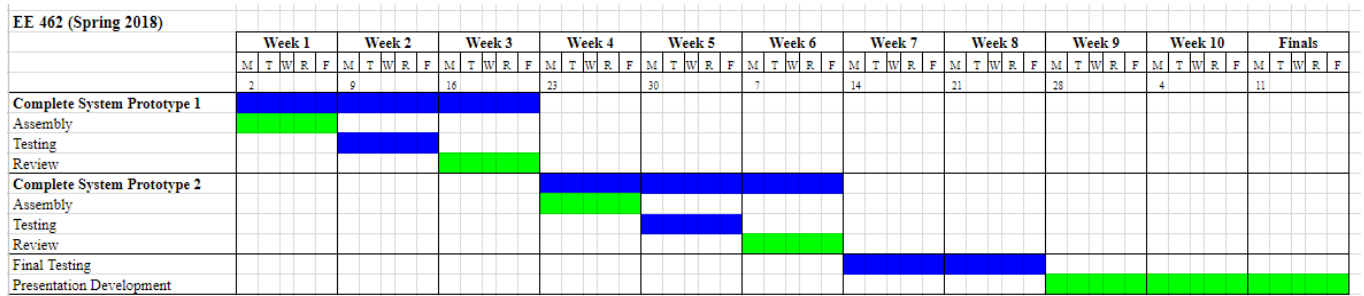 EE 462 (Spring 2018)
Week 1 Week 2 Week 3 Week 4 Week 5 Week 6 Week 7 Week 8 Week 9 Week 10 Finals
M T W R F M T W R F M T W R F M T W R F M T W R F M T W R F M T W R F M T W R F M T W R F M T W R F M T W R F
2 9 16 23 30 7 14 21 28 4 11
Complete System Prototype 1
Assembly
Testing
Review
Complete System Prototype 2
Assembly
Testing
Review
Final Testing
Presentation Development